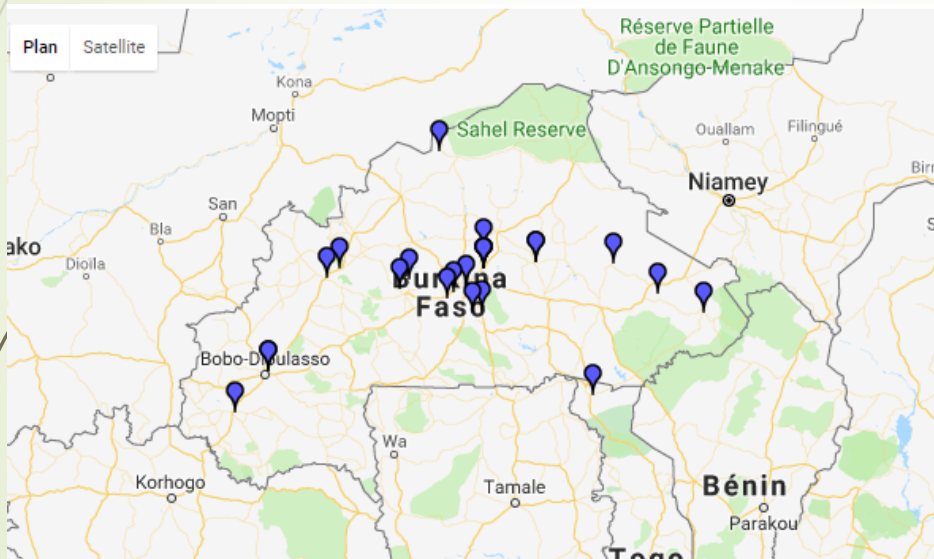 Plan Satellite
Réserve Partielle
de Faune
D'Ansongo-Menake
Kona
Mopti
Sahel Reserve
Ouallam
Filingué
Niamey
San
Bla
ako
Dioïla
Burkina
Faso
Bobo-Dioulasso
Wa
Korhogo
Tamale
Bénin
Parakou
Togo